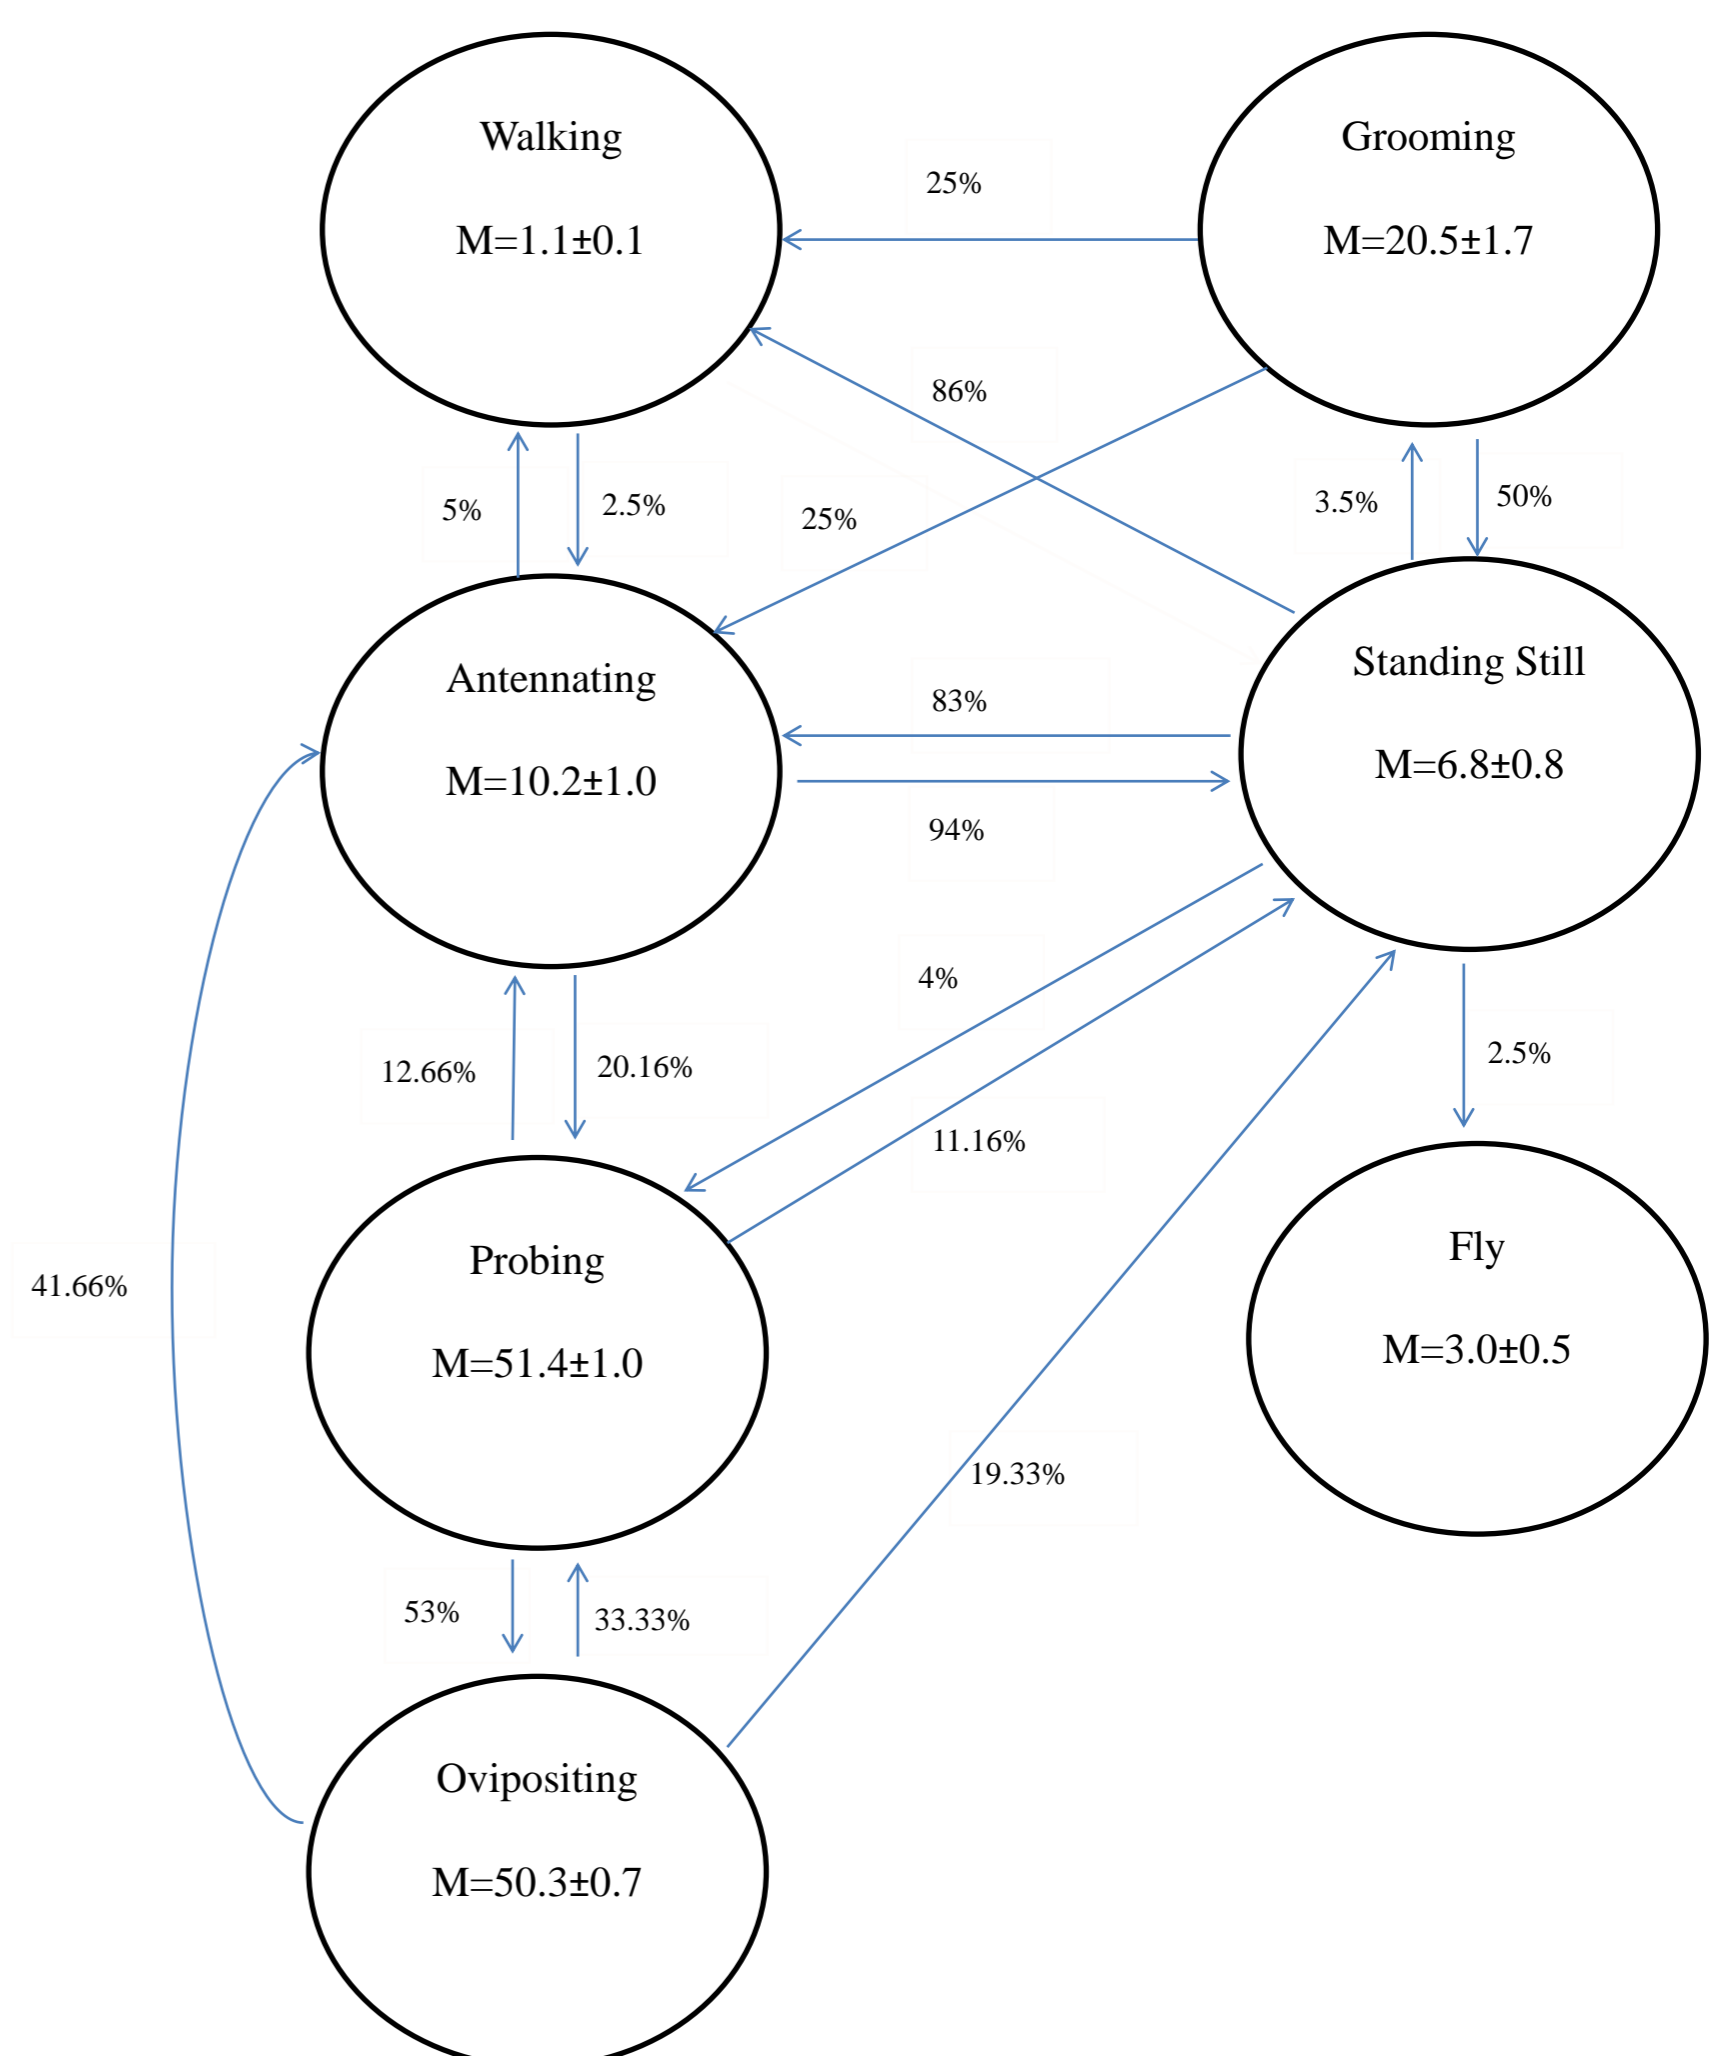 Walking
M=1.1±0.1
Grooming
M=20.5±1.7
25%
86%
25%
5%
2.5%
3.5%
50%
Antennating
M=10.2±1.0
Standing Still
M=6.8±0.8
83%
94%
4%
11.16%
12.66%
20.16%
2.5%
41.66%
Probing
M=51.4±1.0
Fly
M=3.0±0.5
19.33%
53%
33.33%
Ovipositing
M=50.3±0.7